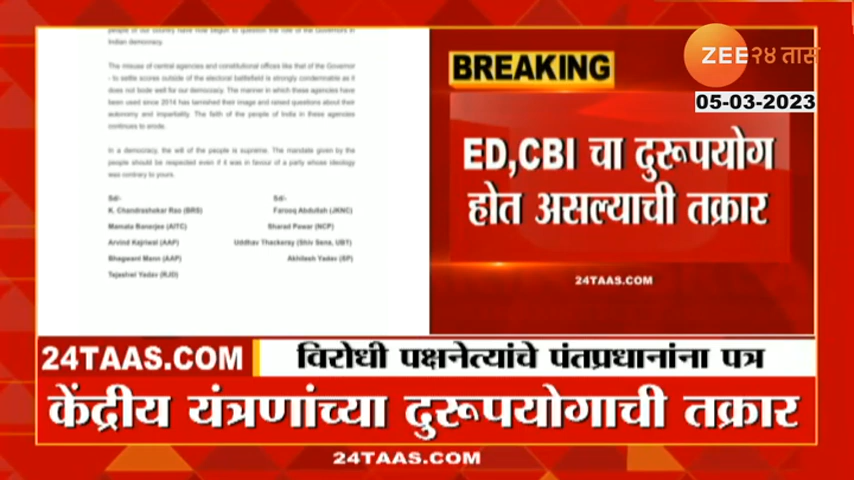 people of our country have now begun to question the role of the Governors in
Indian democracy.
The misuse of central agencies and constitutional offices like that of the Governor
- to settle scores outside of the electoral battlefield is strongly condemnable as it
does not bode well for our democracy. The manner in which these agencies have
been used since 2014 has tarnished their image and raised questions about their
autonomy and impartiality. The faith of the people of India in these agencies
continues to erode.
In a democracy, the will of the people is supreme. The mandate given by the
people should be respected even if it was in favour of a party whose ideology
was contrary to yours.
Sd/- Sd/-
K. Chandrashekar Rao (BRS) Farooq Abdullah (JKNC)
Mamata Banerjee (AITC) Sharad Pawar (NCP)
Arvind Kejriwal (AAP) Uddhav Thackeray (Shiv Sena, UBT)
Bhagwant Mann (AAP) Akhilesh Yadav (SP)
Tejashwi Yadav (RJD)
ZEE २४ तास
BREAKING
05-03-2023
ED,CBI चा दुरूपयोग
होत असल्याची तक्रार
24TAAS.COM
24TAAS.COM विरोधी पक्षनेत्यांचे पंतप्रधानांना पत्र
केंद्रीय यंत्रणांच्या दुरूपयोगाची तक्रार
24TAAS.COM